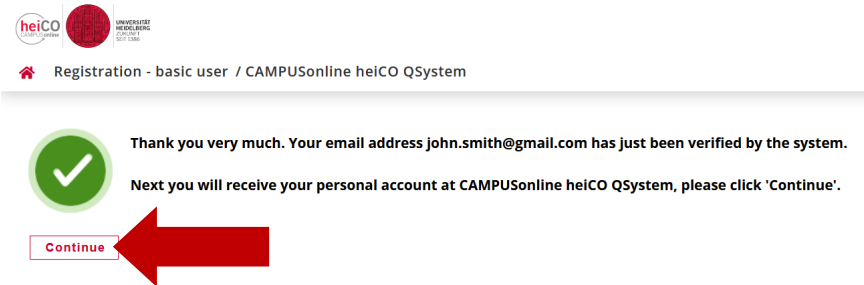 heiCO
CAMPUSonline
UNIVERSITÄT
HEIDELBERG
ZUKUNFT
SEIT 1386
Registration - basic user / CAMPUSonline heiCO QSystem
Thank you very much. Your email address john.smith@gmail.com has just been verified by the system.
Next you will receive your personal account at CAMPUSonline heiCO QSystem, please click 'Continue'.
Continue